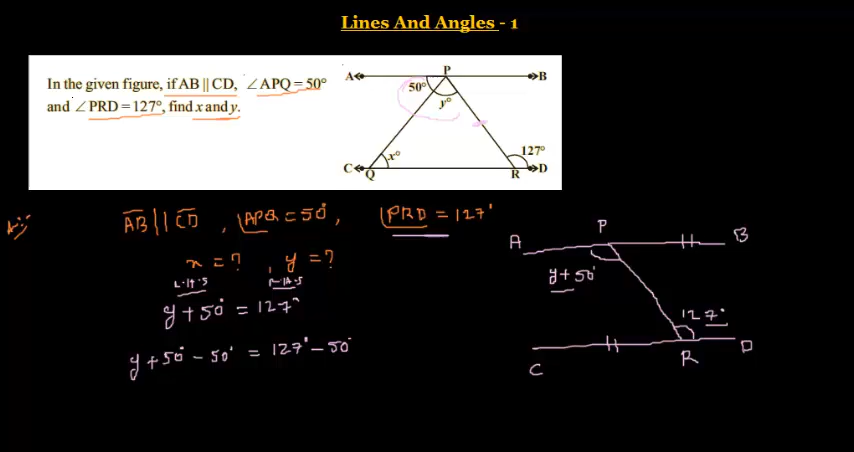 Lines And Angles - 1
In the given figure, if AB || CD, ∠APQ = 50°
and ∠PRD = 127°, find x and y.
A P B
50°
y°
x°
127°
C Q R D
AB || CD, ∠APQ = 50°, ∠PRD = 127°
x = ?, y = ?
L.H.S R.H.S
y + 50° = 127°
y + 50° - 50° = 127° - 50°
A P B
y + 50°
127°
C R D